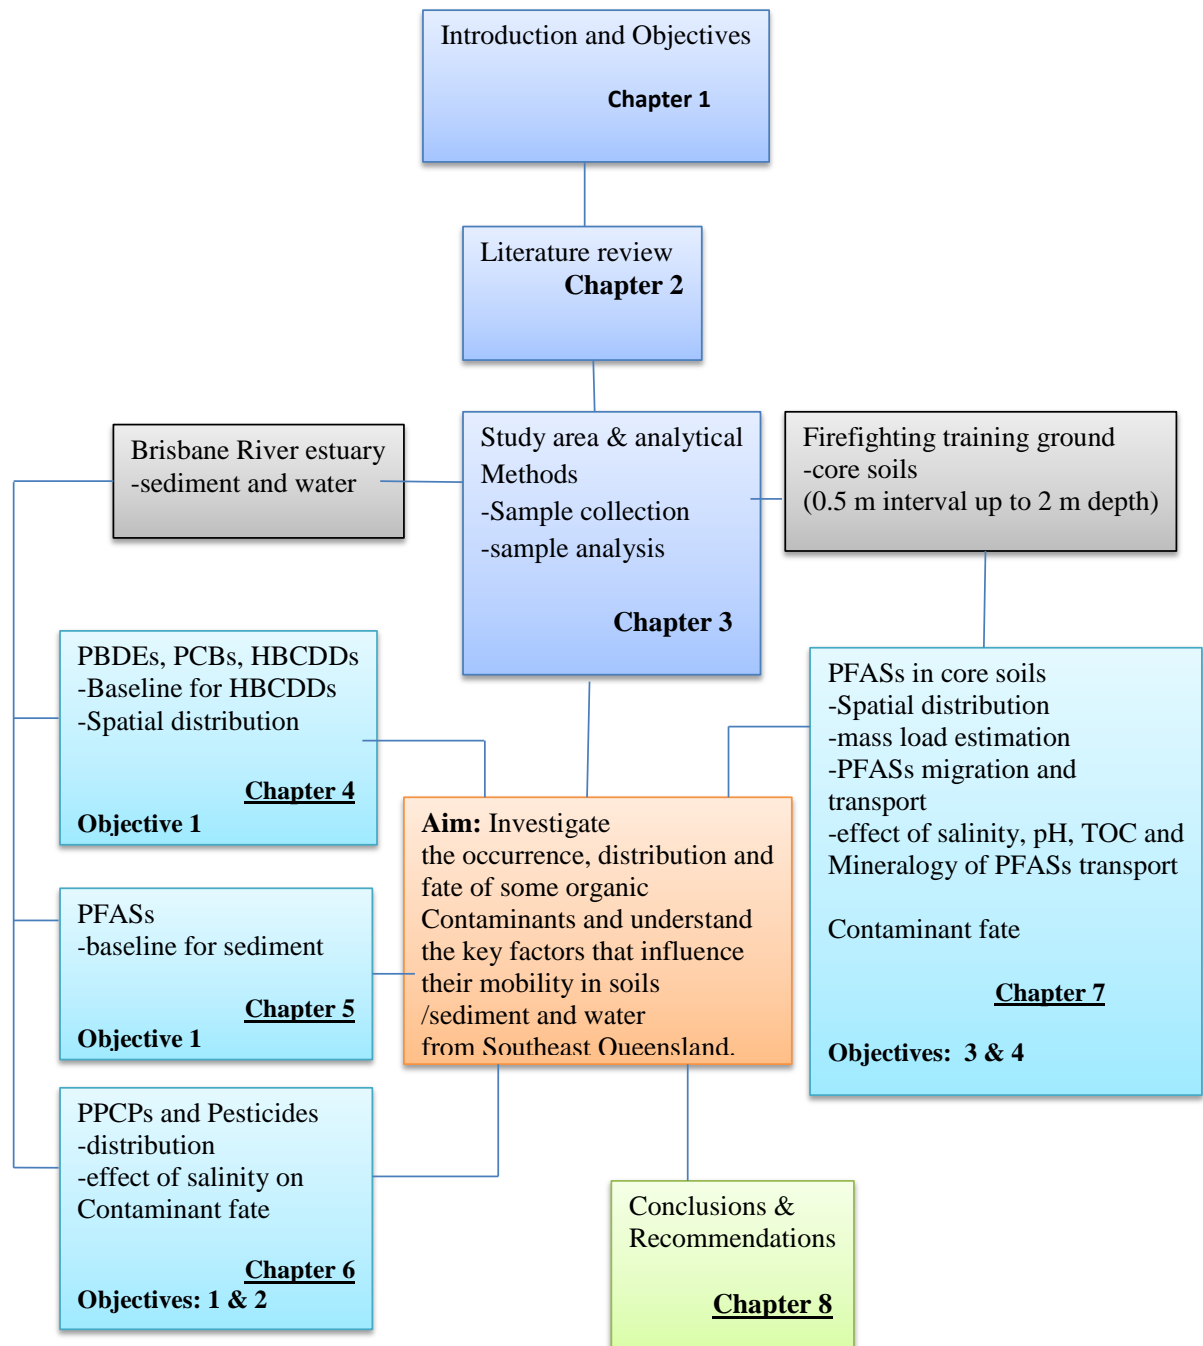 Introduction and Objectives
Chapter 1
Literature review
Chapter 2
Brisbane River estuary
-sediment and water
Study area & analytical
Methods
-Sample collection
-sample analysis
Chapter 3
Firefighting training ground
-core soils
(0.5 m interval up to 2 m depth)
PBDEs, PCBs, HBCDDs
-Baseline for HBCDDs
-Spatial distribution
Chapter 4
Objective 1
PFASs
-baseline for sediment
Chapter 5
Objective 1
PPCPs and Pesticides
-distribution
-effect of salinity on
Contaminant fate
Chapter 6
Objectives: 1 & 2
Aim: Investigate
the occurrence, distribution and
fate of some organic
Contaminants and understand
the key factors that influence
their mobility in soils
/sediment and water
from Southeast Queensland.
PFASs in core soils
-Spatial distribution
-mass load estimation
-PFASs migration and
transport
-effect of salinity, pH, TOC and
Mineralogy of PFASs transport
Contaminant fate
Chapter 7
Objectives:  3 & 4
Conclusions &
Recommendations
Chapter 8